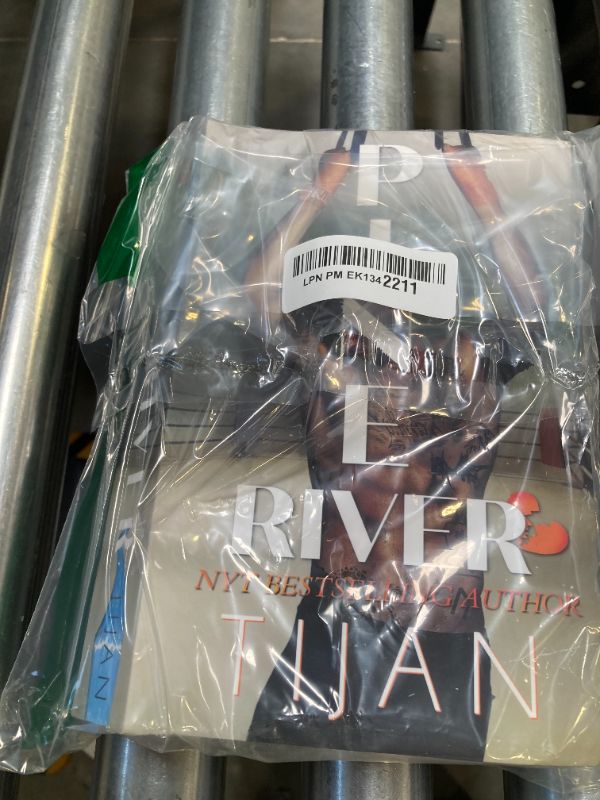 P
LPN PM EK1342211
E
RIVER
NYT BESTSELLING AUTHOR
TIJAN
TIJAN